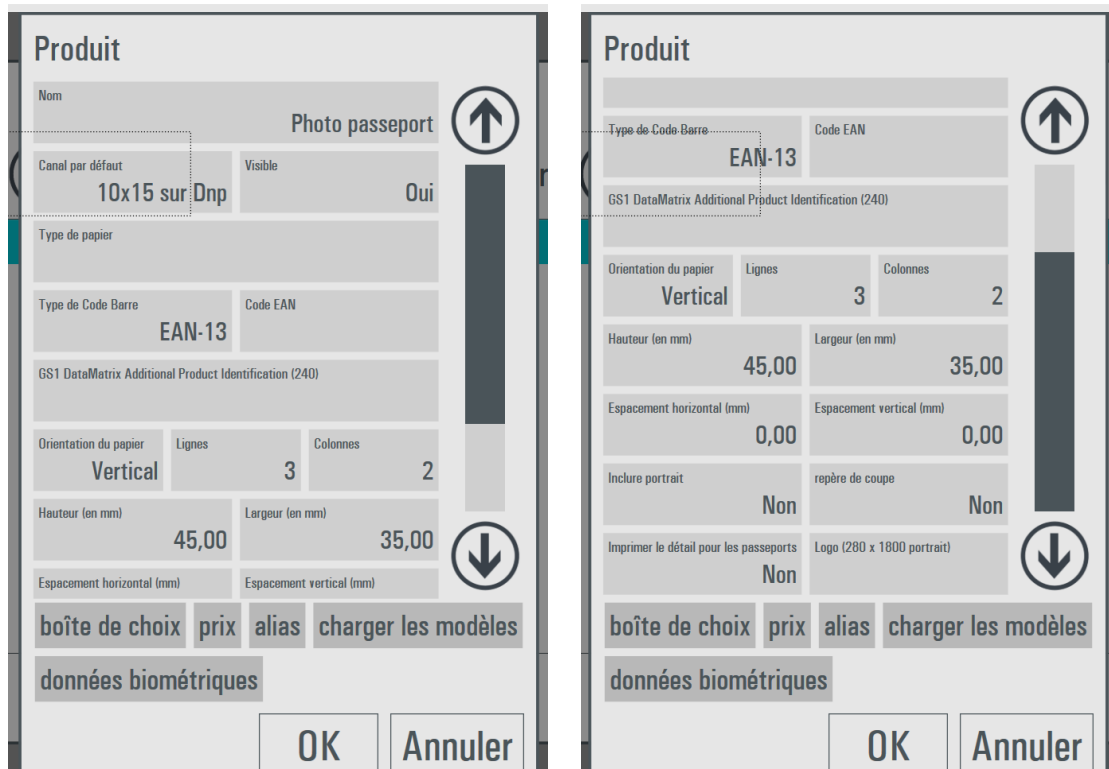 Produit
Nom
Photo passeport
Canal par défaut
10x15 sur Dnp
Visible
Oui
Type de papier
Type de Code Barre
EAN-13
Code EAN
GS1 DataMatrix Additional Product Identification (240)
Orientation du papier
Vertical
Lignes
3
Colonnes
2
Hauteur (en mm)
45,00
Largeur (en mm)
35,00
Espacement horizontal (mm)
Espacement vertical (mm)
boîte de choix
prix
alias
charger les modèles
données biométriques
OK
Annuler
Produit
Type de Code Barre
EAN-13
Code EAN
GS1 DataMatrix Additional Product Identification (240)
Orientation du papier
Vertical
Lignes
3
Colonnes
2
Hauteur (en mm)
45,00
Largeur (en mm)
35,00
Espacement horizontal (mm)
0,00
Espacement vertical (mm)
0,00
Inclure portrait
Non
repère de coupe
Non
Imprimer le détail pour les passeports
Non
Logo (280 x 1800 portrait)
boîte de choix
prix
alias
charger les modèles
données biométriques
OK
Annuler